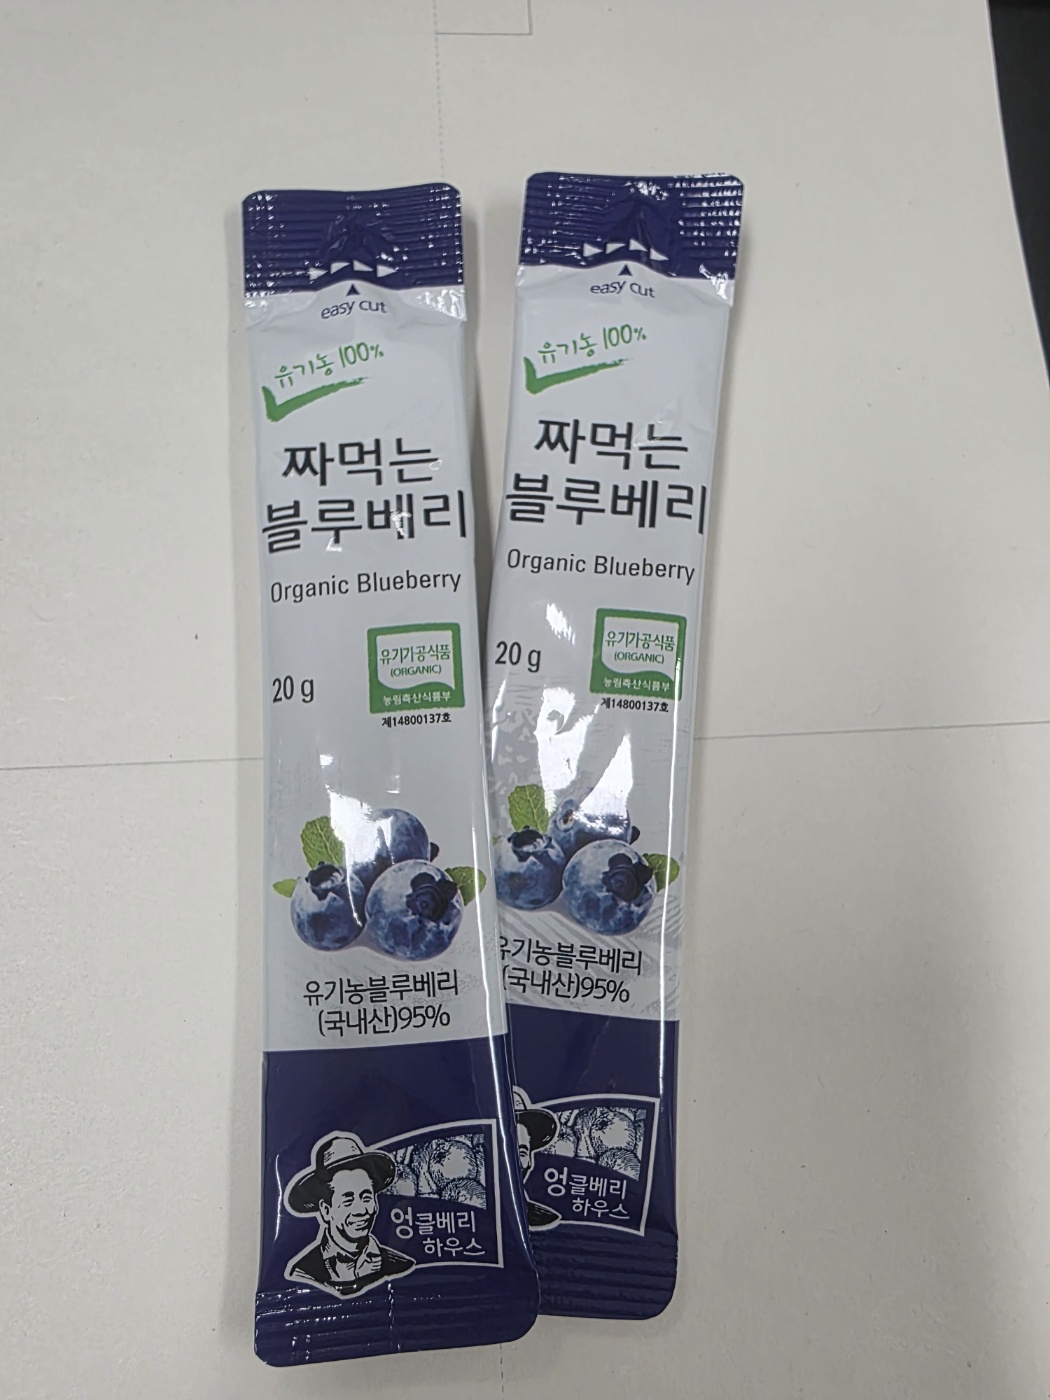 easy cut
유기농 100%
짜먹는
블루베리
Organic Blueberry
20 g
유기가공식품
(ORGANIC)
농림축산식품부
제14800137호
유기농블루베리
(국내산)95%
엉클베리
하우스
easy cut
유기농 100%
짜먹는
블루베리
Organic Blueberry
20 g
유기가공식품
(ORGANIC)
농림축산식품부
제14800137호
유기농블루베리
(국내산)95%
엉클베리
하우스